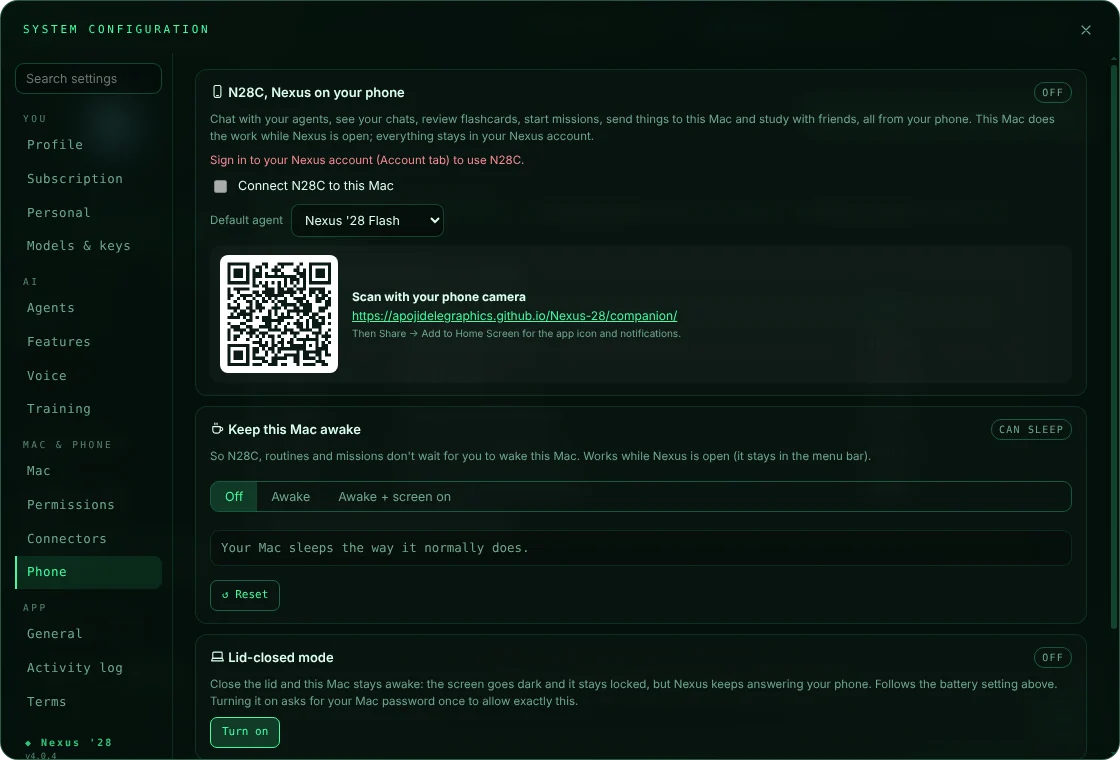 SYSTEM CONFIGURATION
Search settings
YOU
Profile
Subscription
Personal
Models & keys
AI
Agents
Features
Voice
Training
MAC & PHONE
Mac
Permissions
Connectors
Phone
APP
General
Activity log
Terms
◆ Nexus '28
v4.0.4
N28C, Nexus on your phone
OFF
Chat with your agents, see your chats, review flashcards, start missions, send things to this Mac and study with friends, all from your phone. This Mac does
the work while Nexus is open; everything stays in your Nexus account.
Sign in to your Nexus account (Account tab) to use N28C.
Connect N28C to this Mac
Default agent
Nexus '28 Flash
Scan with your phone camera
https://apojidelegraphics.github.io/Nexus-28/companion/
Then Share → Add to Home Screen for the app icon and notifications.
Keep this Mac awake
CAN SLEEP
So N28C, routines and missions don't wait for you to wake this Mac. Works while Nexus is open (it stays in the menu bar).
Off
Awake
Awake + screen on
Your Mac sleeps the way it normally does.
↺ Reset
Lid-closed mode
OFF
Close the lid and this Mac stays awake: the screen goes dark and it stays locked, but Nexus keeps answering your phone. Follows the battery setting above.
Turning it on asks for your Mac password once to allow exactly this.
Turn on